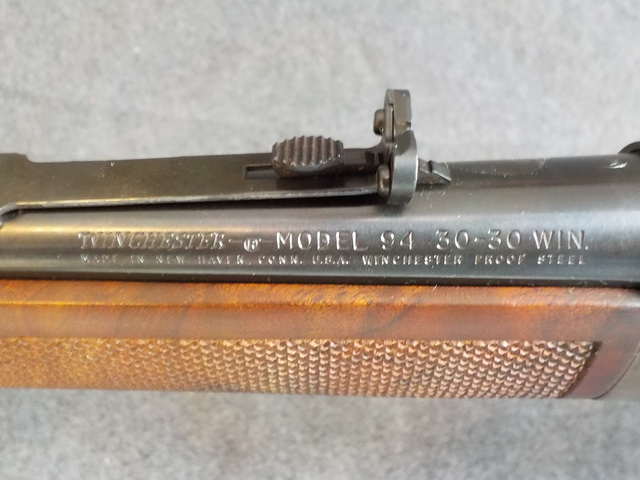 WINCHESTER ® MODEL 94 30-30 WIN.
MADE IN NEW HAVEN, CONN. U.S.A. WINCHESTER PROOF STEEL